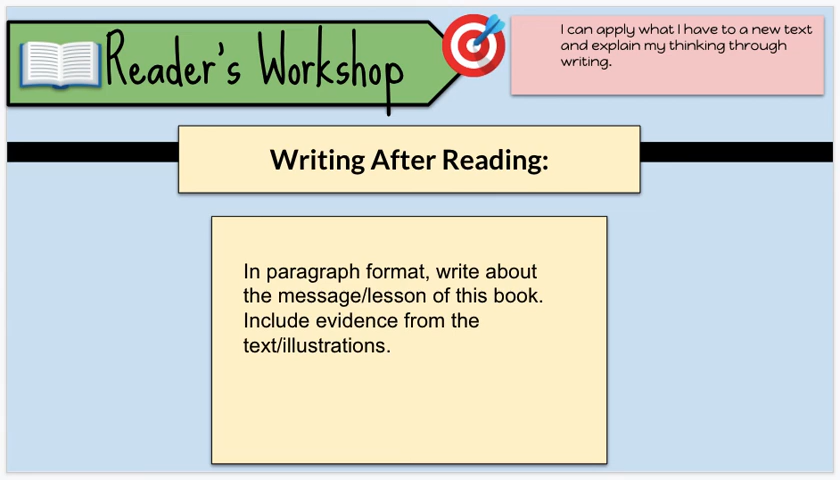 Reader's Workshop
I can apply what I have to a new text
and explain my thinking through
writing.
Writing After Reading:
In paragraph format, write about
the message/lesson of this book.
Include evidence from the
text/illustrations.